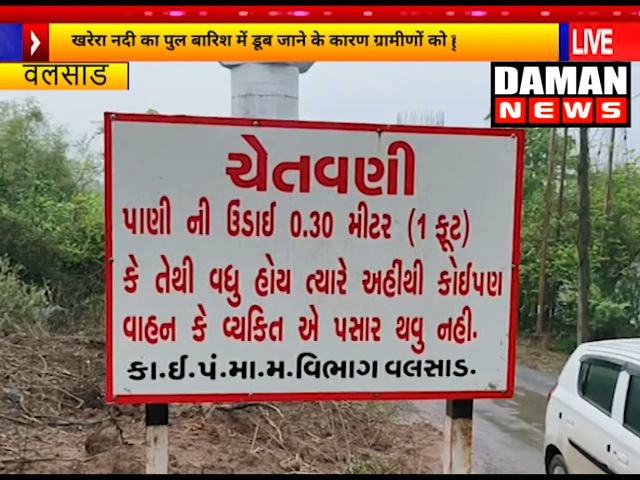 खरेरा नदी का पुल बारिश में डूब जाने के कारण ग्रामीणों को
LIVE
વલસાડ
DAMAN
NEWS
ચેતવણી
પાણી ની ઉંડાઈ 0.30 મીટર (1 ફૂટ)
કે તેથી વધુ હોય ત્યારે અહીંથી કોઈપણ
વાહન કે વ્યકિત એ પસાર થવુ નહી.
કા.ઈ.પં.મા.મ.વિભાગ વલસાડ.